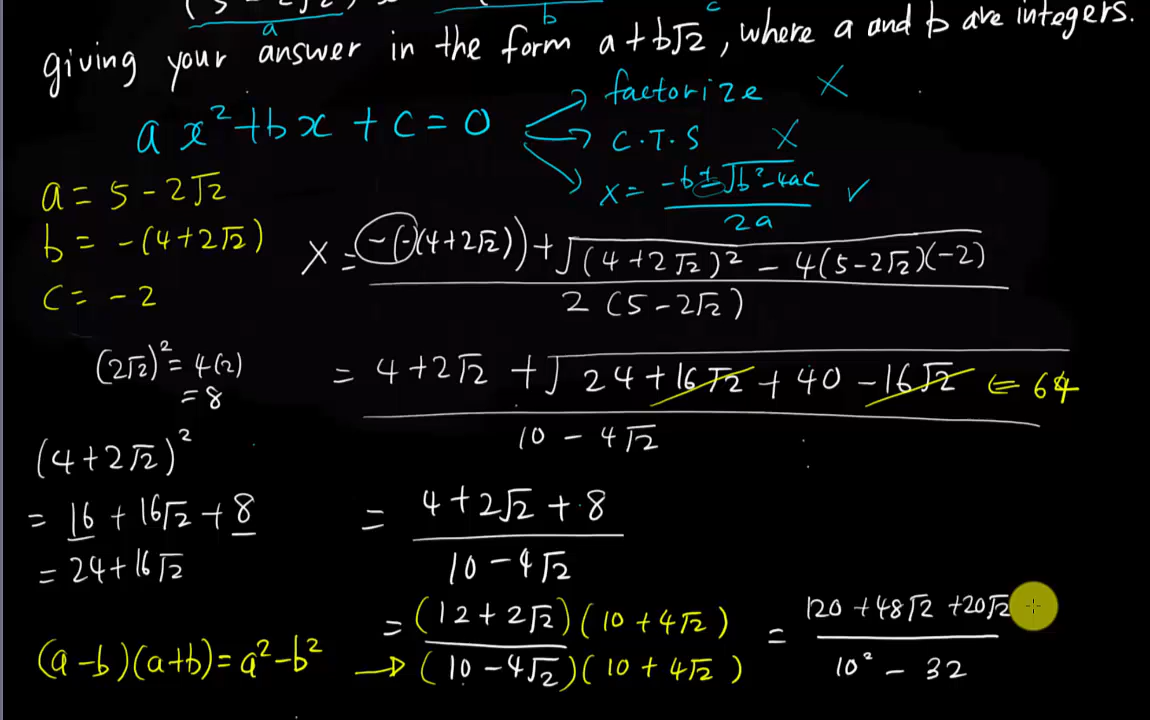 (5-2√2) x
a b c
giving your answer in the form a+b√2, where a and b are integers.
ax²+bx+c=0
factorize X
C.T.S X
x = (-b±√(b²-4ac))/(2a) ✓
a = 5-2√2
b = -(4+2√2)
c = -2
x = (-(-(4+2√2))+√((4+2√2)²-4(5-2√2)(-2)))/(2(5-2√2))
(2√2)² = 4(2)
= 8
= (4+2√2+√(24+16√2+40-16√2))/(10-4√2) ⇐ 64
(4+2√2)²
= 16+16√2+8
= 24+16√2
= (4+2√2+8)/(10-4√2)
(a-b)(a+b)=a²-b²
→ = ((12+2√2)(10+4√2))/((10-4√2)(10+4√2)) = (120+48√2+20√2)/(10²-32)